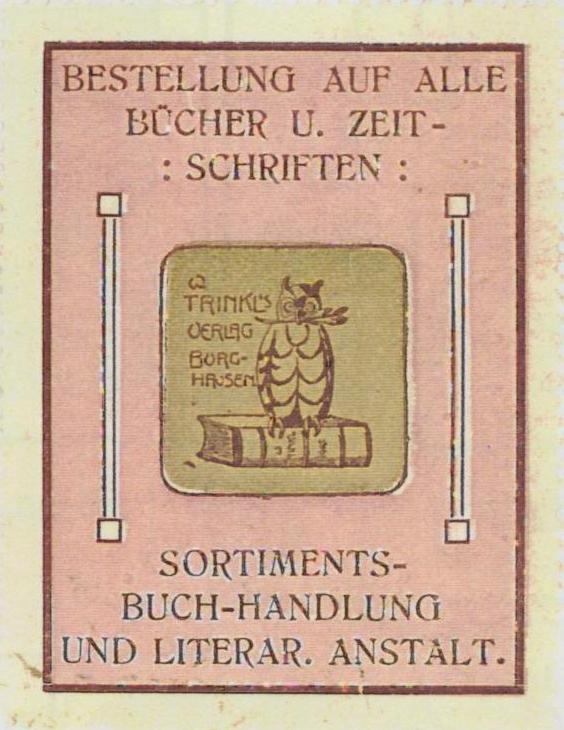 BESTELLUNG AUF ALLE
BÜCHER U. ZEIT-
: SCHRIFTEN :
W
TRINKL'S
VERLAG
BURG-
HAUSEN
SORTIMENTS-
BUCH-HANDLUNG
UND LITERAR. ANSTALT.